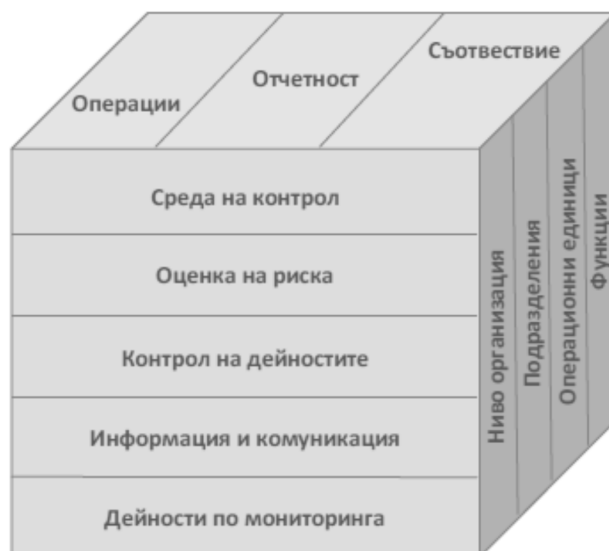 Операции
Отчетност
Съотвествие
Среда на контрол
Оценка на риска
Контрол на дейностите
Информация и комуникация
Дейности по мониторинга
Ниво организация
Подразделения
Операционни единици
Функции